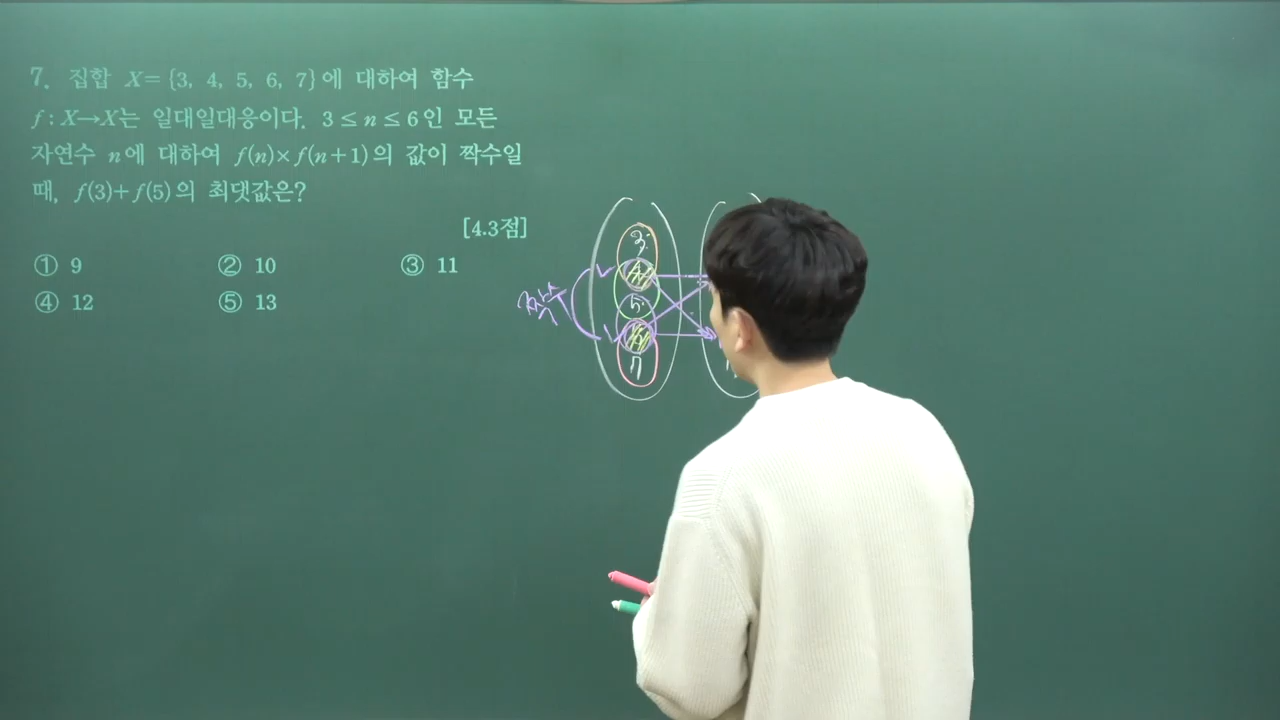 7. 집합 X={3, 4, 5, 6, 7}에 대하여 함수
f : X→X는 일대일대응이다. 3≤n≤6인 모든
자연수 n에 대하여 f(n)×f(n+1)의 값이 짝수일
때, f(3)+f(5)의 최댓값은?
[4.3점]
① 9 ② 10 ③ 11
④ 12 ⑤ 13
3
4
짝수 5
6
7